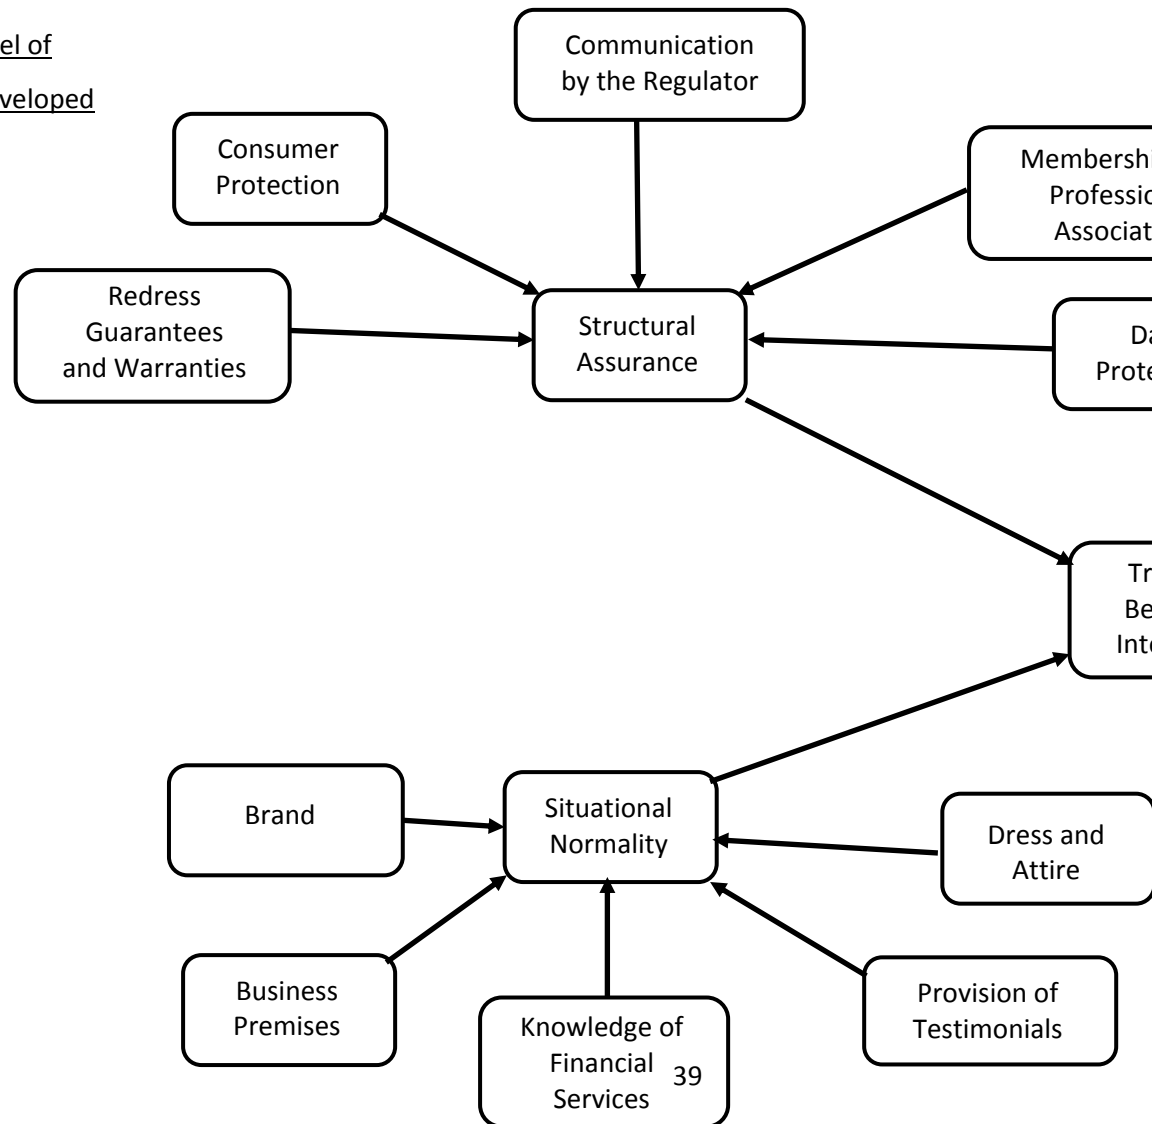 el of
veloped
Communication
by the Regulator
Consumer
Protection
Membershi
Professio
Associat
Redress
Guarantees
and Warranties
Structural
Assurance
Da
Prote
Tr
Be
Inte
Brand
Situational
Normality
Dress and
Attire
Business
Premises
Knowledge of
Financial
Services
39
Provision of
Testimonials